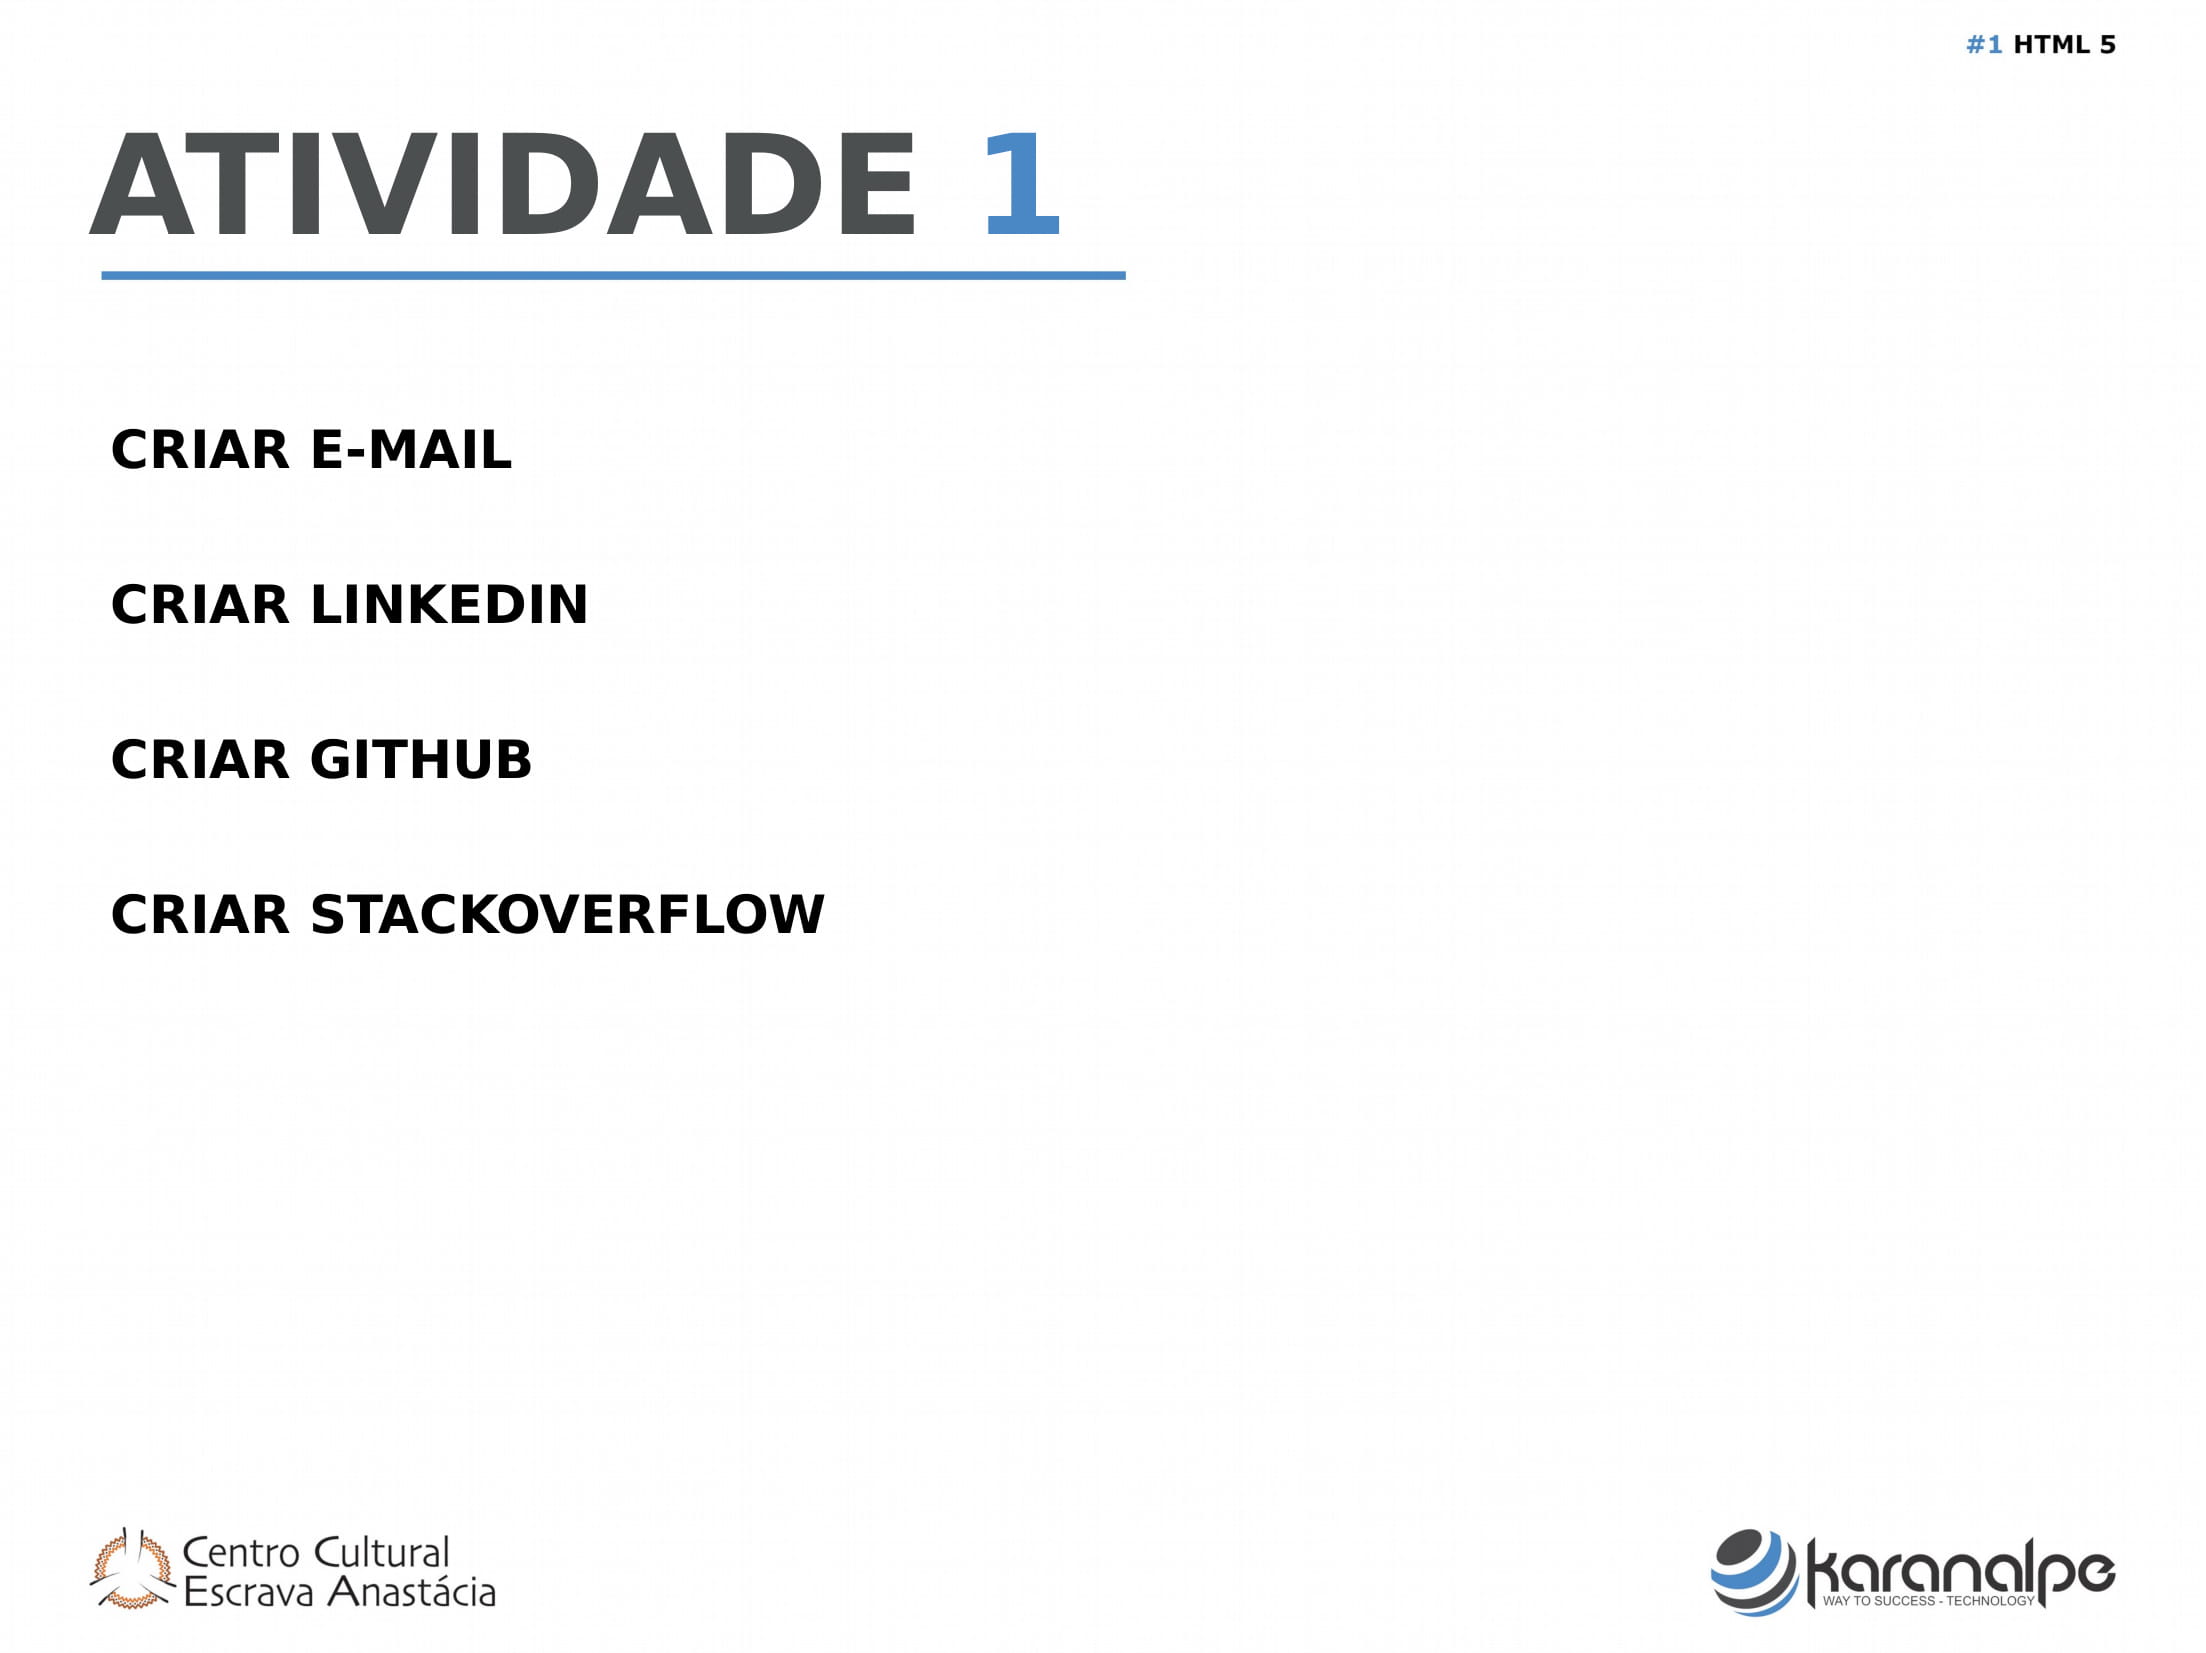 #1 HTML 5
ATIVIDADE 1
CRIAR E-MAIL
CRIAR LINKEDIN
CRIAR GITHUB
CRIAR STACKOVERFLOW
Centro Cultural
Escrava Anastácia
karanalpe
WAY TO SUCCESS - TECHNOLOGY